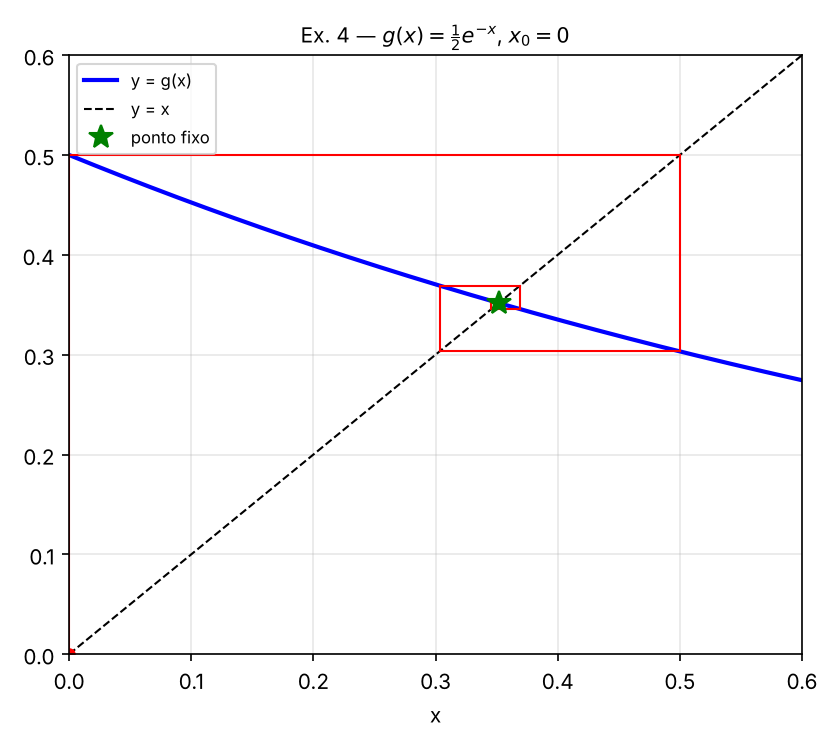 Ex. 4 — g(x) = ½e⁻ˣ, x₀ = 0
y = g(x)
y = x
ponto fixo
0.6
0.5
0.4
0.3
0.2
0.1
0.0
0.0 0.1 0.2 0.3 0.4 0.5 0.6
x